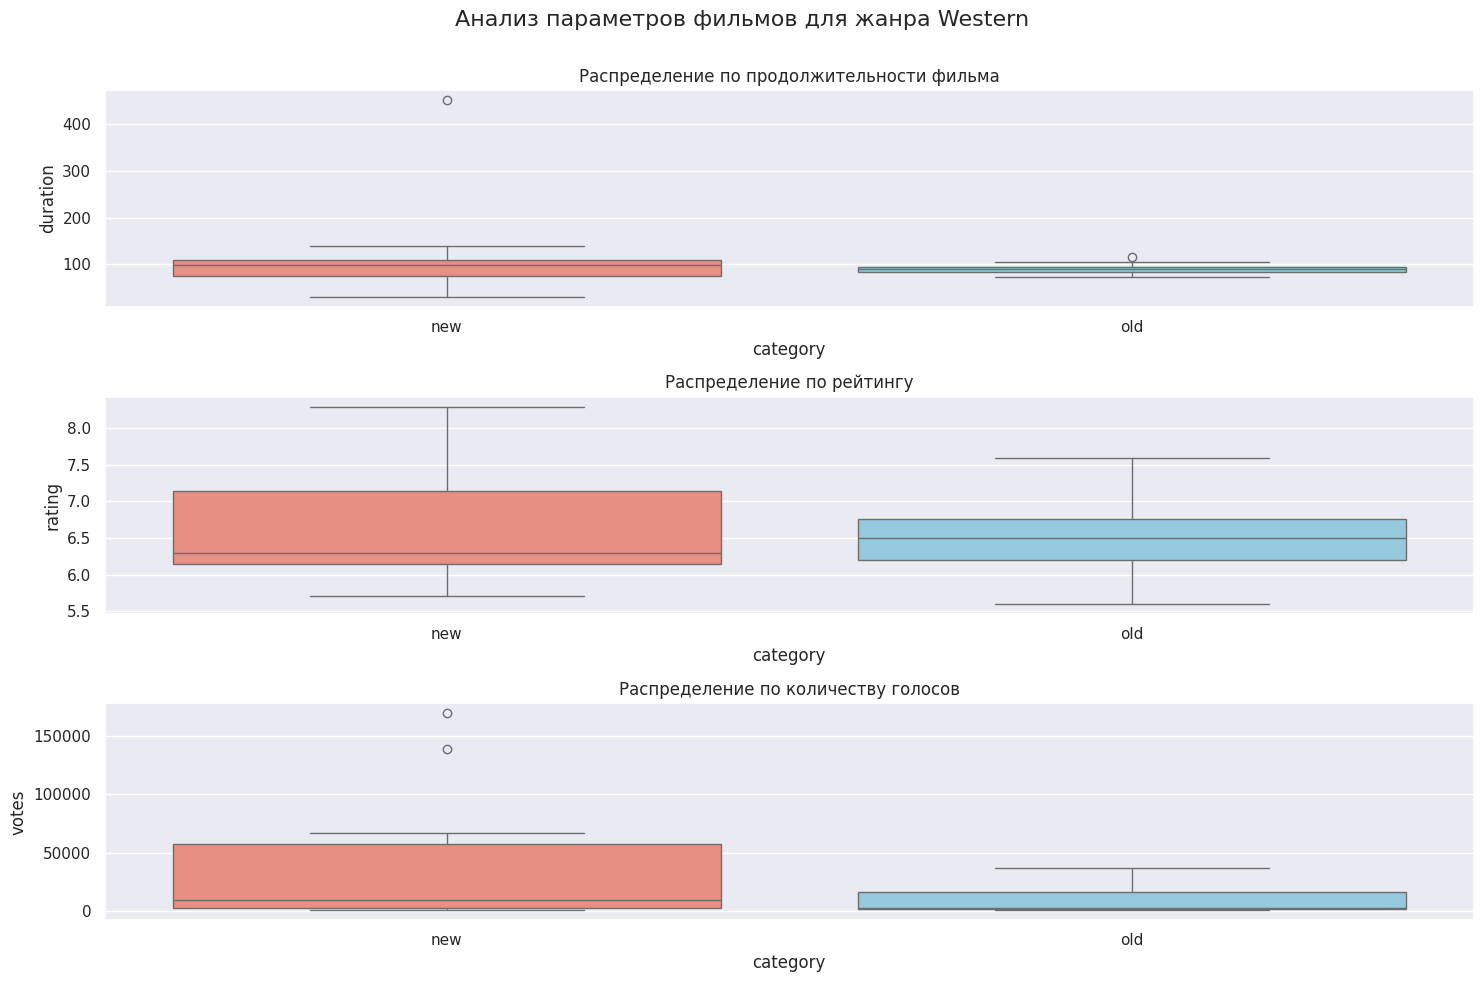 Анализ параметров фильмов для жанра Western
Распределение по продолжительности фильма
400
300
200
100
duration
new
old
category
Распределение по рейтингу
8.0
7.5
7.0
6.5
6.0
5.5
rating
new
old
category
Распределение по количеству голосов
150000
100000
50000
0
votes
new
old
category